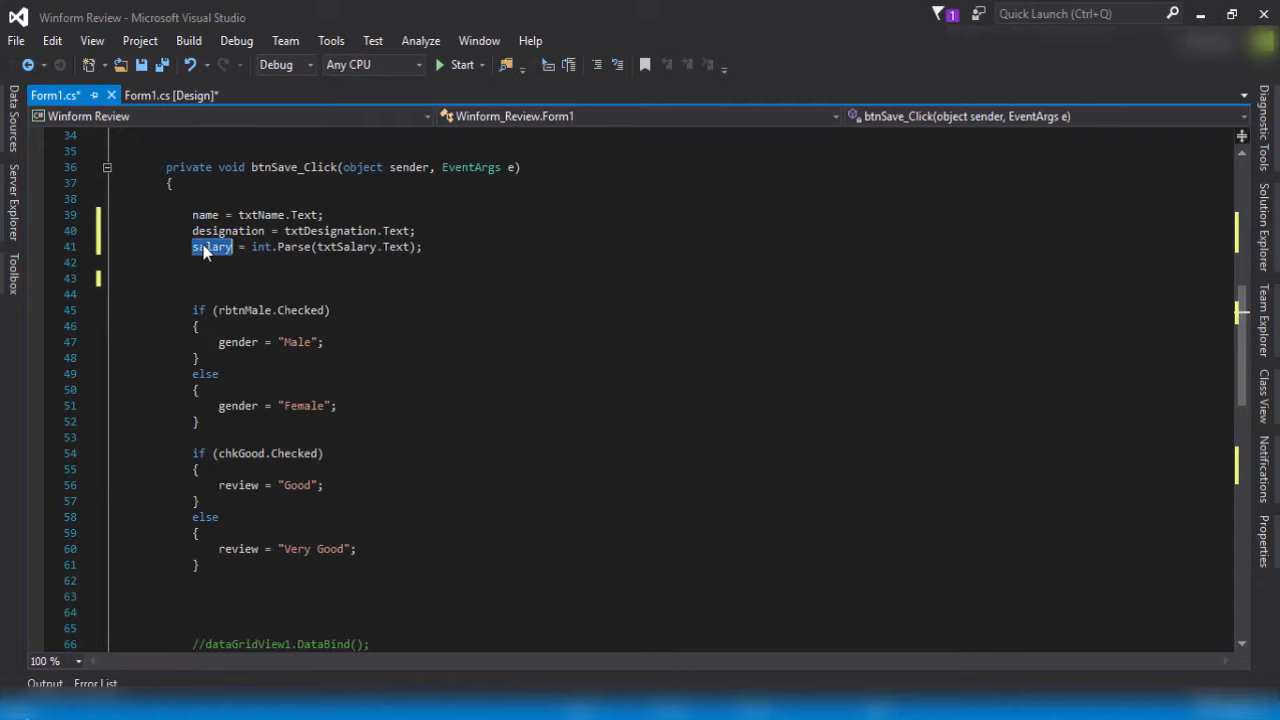 Winform Review - Microsoft Visual Studio
1
Quick Launch (Ctrl+Q)
File Edit View Project Build Debug Team Tools Test Analyze Window Help
Debug Any CPU Start
Form1.cs* Form1.cs [Design]*
Winform Review Winform_Review.Form1 btnSave_Click(object sender, EventArgs e)
Data Sources
Server Explorer
Toolbox
34
35
36 private void btnSave_Click(object sender, EventArgs e)
37 {
38
39 name = txtName.Text;
40 designation = txtDesignation.Text;
41 salary = int.Parse(txtSalary.Text);
42
43
44
45 if (rbtnMale.Checked)
46 {
47 gender = "Male";
48 }
49 else
50 {
51 gender = "Female";
52 }
53
54 if (chkGood.Checked)
55 {
56 review = "Good";
57 }
58 else
59 {
60 review = "Very Good";
61 }
62
63
64
65
66 //dataGridView1.DataBind();
Diagnostic Tools
Solution Explorer
Team Explorer
Class View
Notifications
Properties
100 %
Output Error List